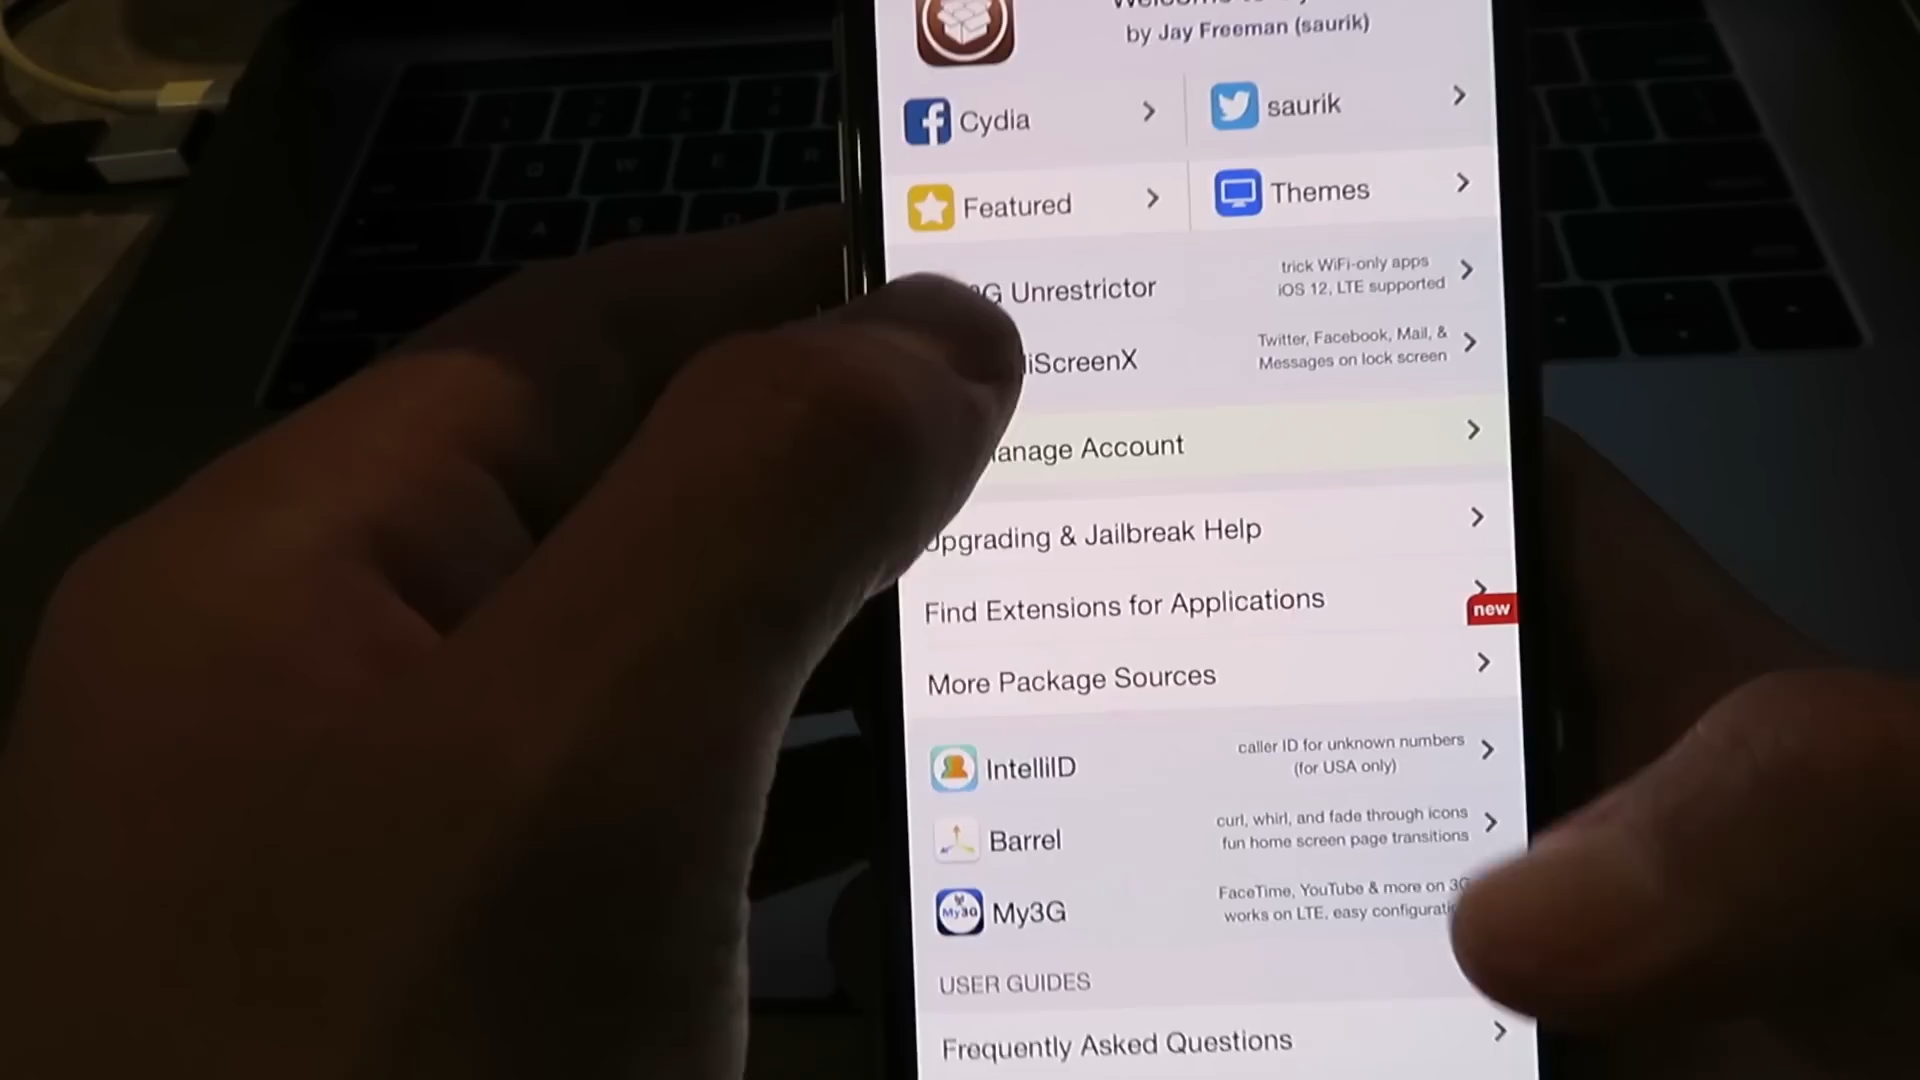 by Jay Freeman (saurik)
Cydia
saurik
Featured
Themes
G Unrestrictor
trick WiFi-only apps
iOS 12, LTE supported
liScreenX
Twitter, Facebook, Mail, &
Messages on lock screen
anage Account
Upgrading & Jailbreak Help
Find Extensions for Applications
new
More Package Sources
IntelliID
caller ID for unknown numbers
(for USA only)
Barrel
curl, whirl, and fade through icons
fun home screen page transitions
My3G
My3G
FaceTime, YouTube & more on 3G
works on LTE, easy configurati
USER GUIDES
Frequently Asked Questions